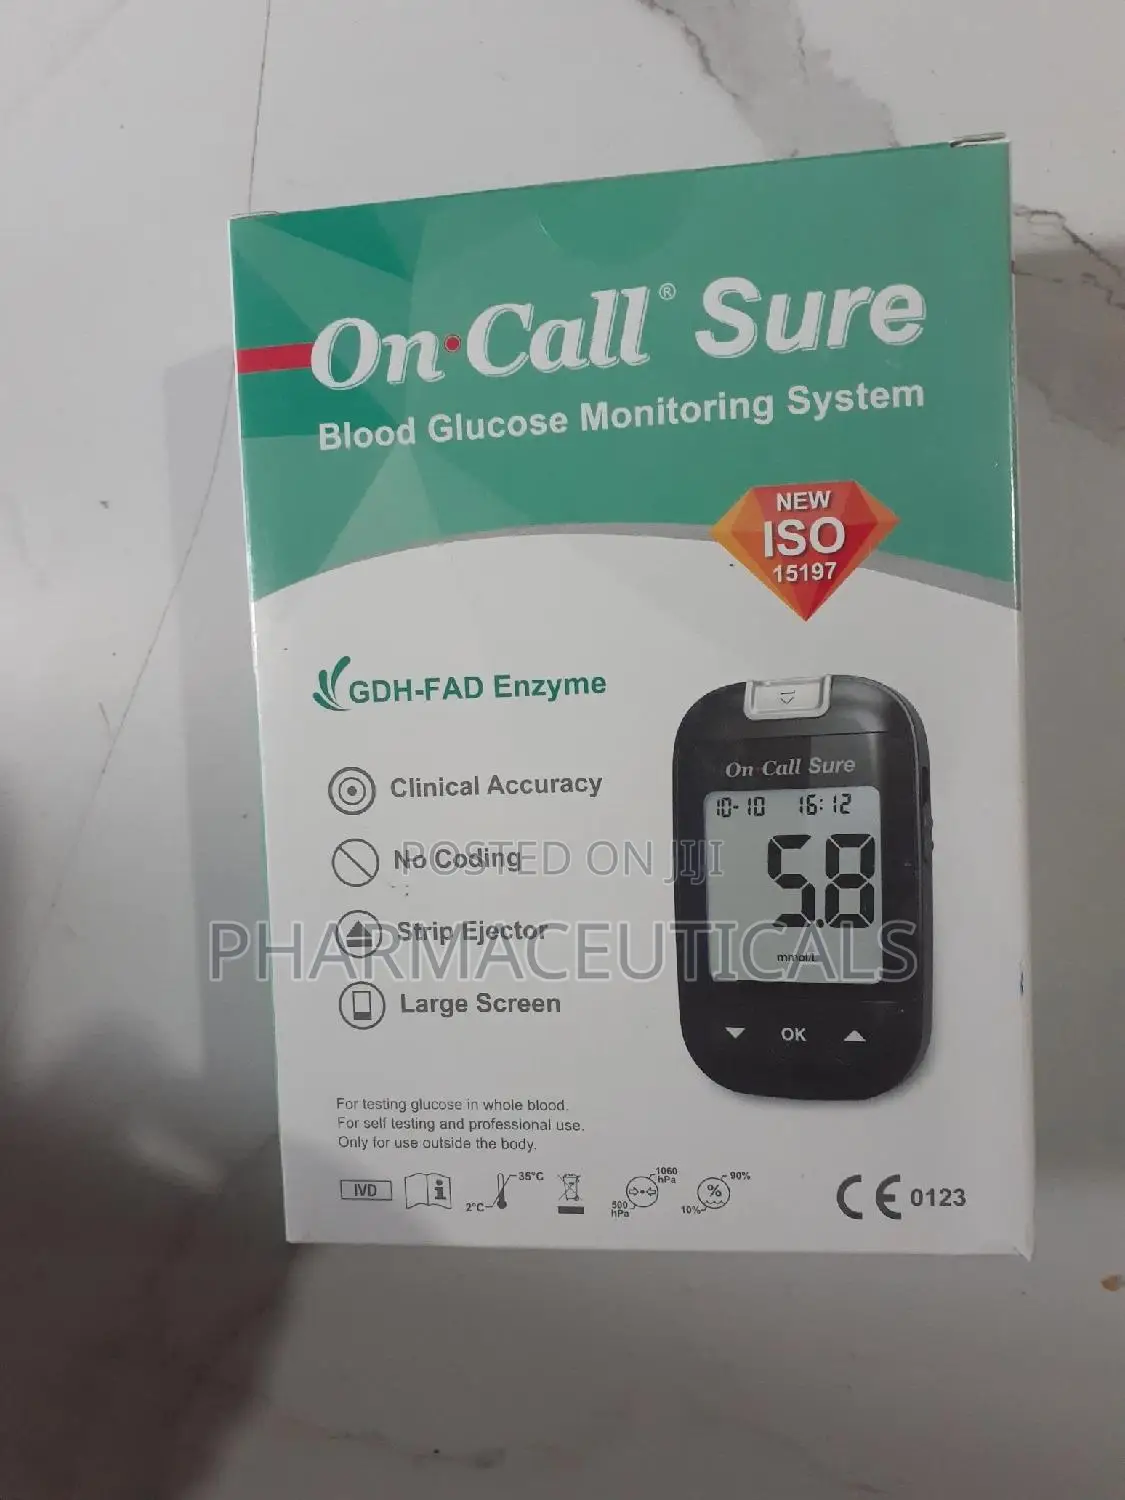 On Call® Sure
Blood Glucose Monitoring System
NEW
ISO
15197
GDH-FAD Enzyme
Clinical Accuracy
No Coding
Strip Ejector
Large Screen
On Call Sure
10-10 16:12
5.8
mmol/L
OK
POSTED ON JIJI
PHARMACEUTICALS
For testing glucose in whole blood.
For self testing and professional use.
Only for use outside the body.
IVD
i
35°C
2°C
1060
hPa
500
hPa
%
90%
10%
CE 0123